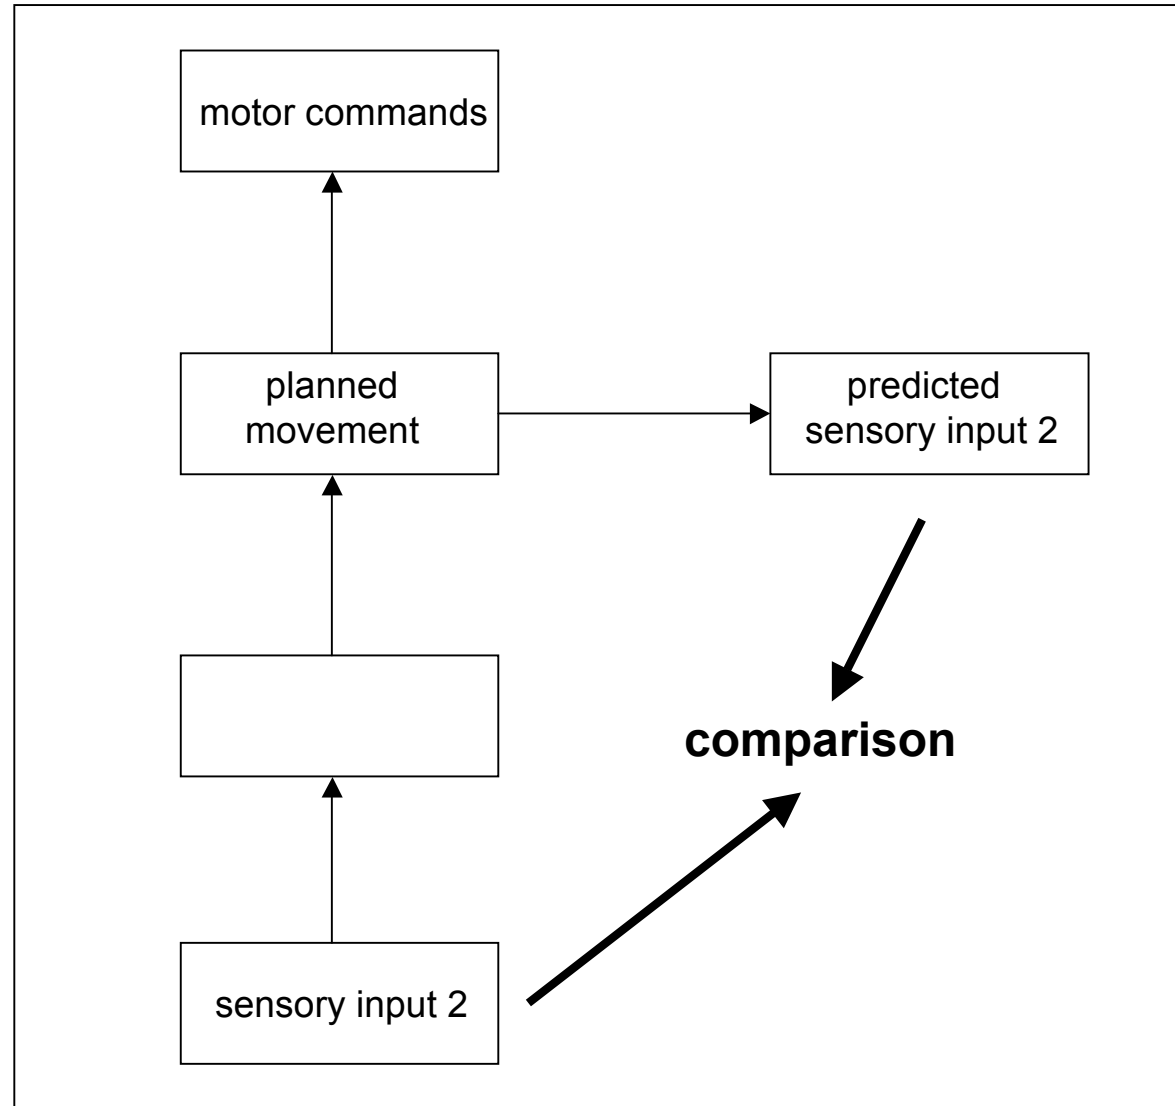 motor commands
planned
movement
predicted
sensory input 2
comparison
sensory input 2